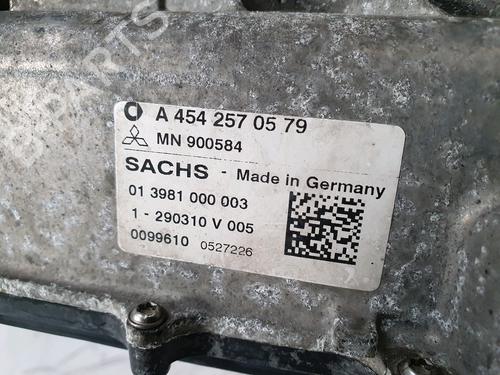 A 454 257 05 79
MN 900584
SACHS - Made in Germany
01 3981 000 003
1 - 290310 V 005
0099610 0527226